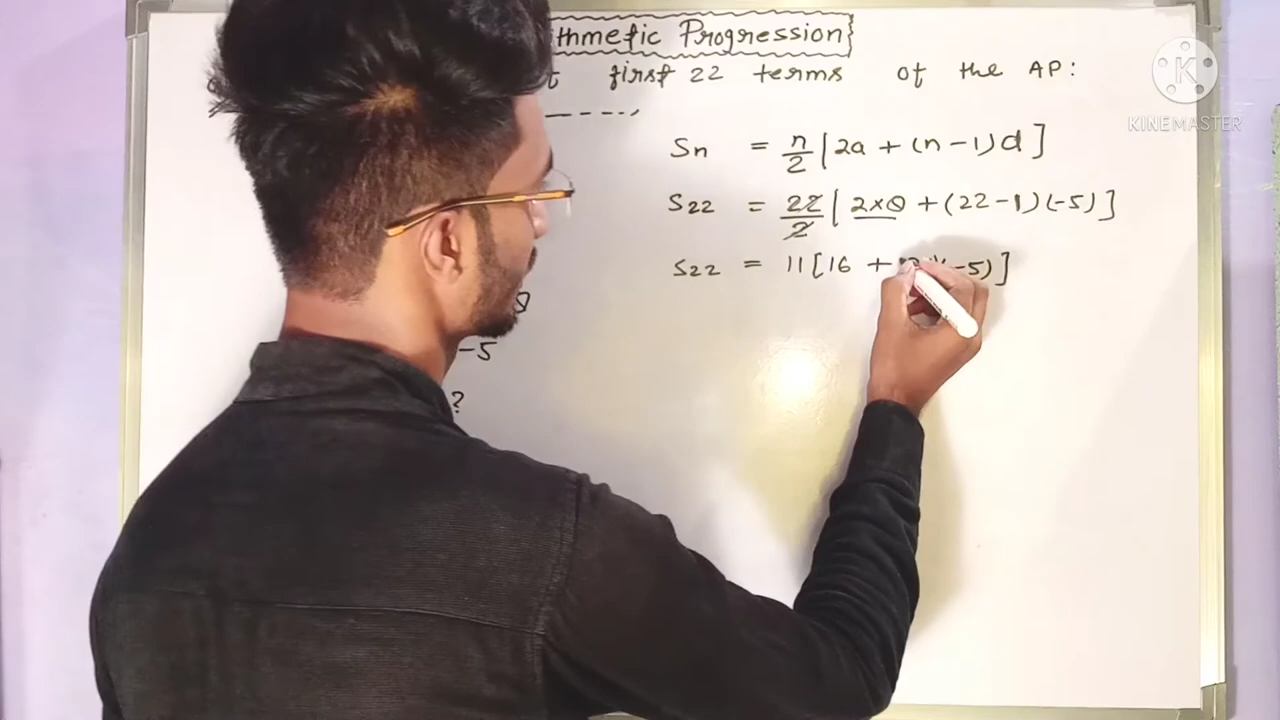 thmetic Progression
first 22 terms of the AP:
Sn = n/2 [2a + (n-1)d]
S22 = 22/2 [2×8 + (22-1)(-5)]
S22 = 11[16 + (-5)]
8
-5
?
K
KINEMASTER